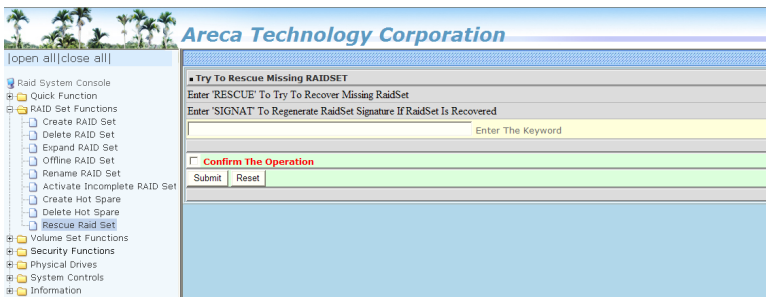 Areca Technology Corporation
|open all|close all|
Raid System Console
Quick Function
RAID Set Functions
Create RAID Set
Delete RAID Set
Expand RAID Set
Offline RAID Set
Rename RAID Set
Activate Incomplete RAID Set
Create Hot Spare
Delete Hot Spare
Rescue Raid Set
Volume Set Functions
Security Functions
Physical Drives
System Controls
Information
Try To Rescue Missing RAIDSET
Enter 'RESCUE' To Try To Recover Missing RaidSet
Enter 'SIGNAT' To Regenerate RaidSet Signature If RaidSet Is Recovered
Enter The Keyword
Confirm The Operation
Submit Reset